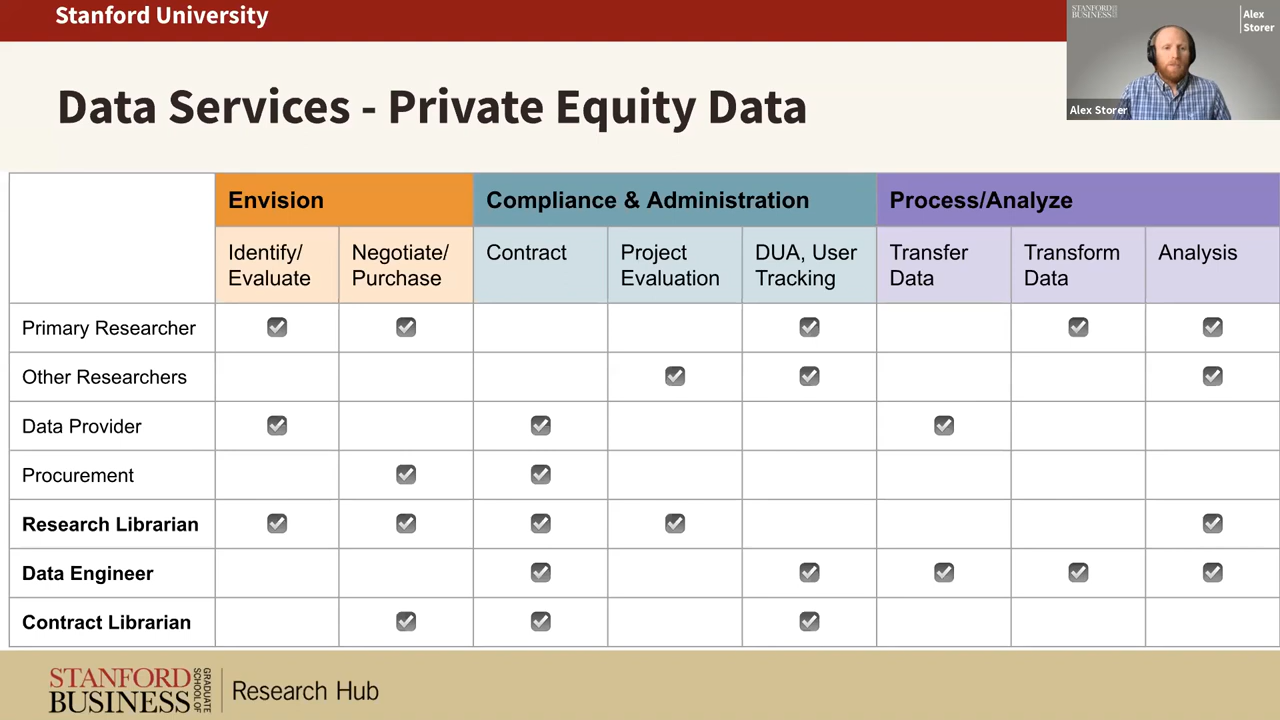 Stanford University
STANFORD
BUSINESS
Alex
Storer
Alex Storer
Data Services - Private Equity Data
Envision
Compliance & Administration
Process/Analyze
Identify/
Evaluate
Negotiate/
Purchase
Contract
Project
Evaluation
DUA, User
Tracking
Transfer
Data
Transform
Data
Analysis
Primary Researcher
Other Researchers
Data Provider
Procurement
Research Librarian
Data Engineer
Contract Librarian
STANFORD
BUSINESS
GRADUATE
SCHOOL OF
Research Hub